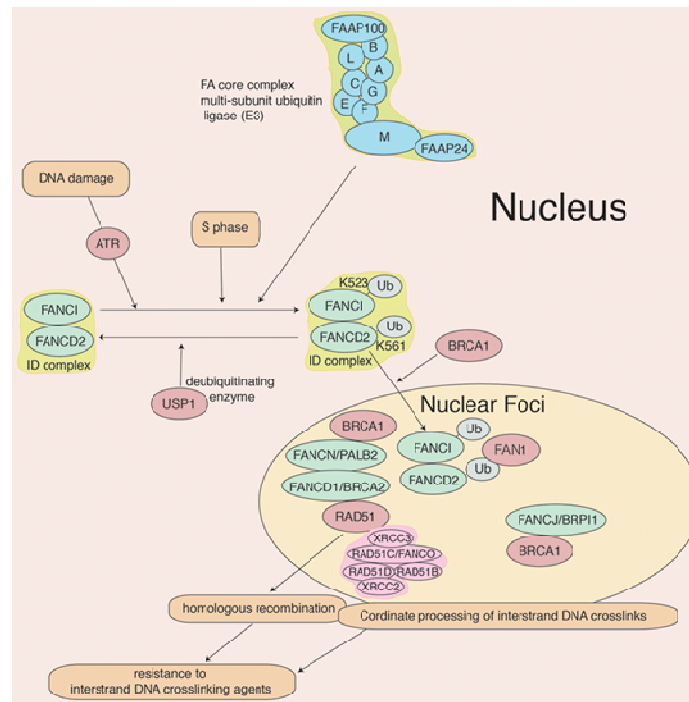 FAAP100
B
L
A
C
G
E
F
M
FAAP24
FA core complex
multi-subunit ubiquitin
ligase (E3)
Nucleus
DNA damage
ATR
S phase
FANCI
FANCD2
ID complex
K523
Ub
FANCI
Ub
FANCD2
K561
ID complex
BRCA1
deubiquitinating
enzyme
USP1
Nuclear Foci
BRCA1
Ub
FANCI
FAN1
FANCN/PALB2
Ub
FANCD2
FANCD1/BRCA2
RAD51
FANCJ/BRPI1
BRCA1
XRCC3
RAD51C/FANCO
RAD51D
RAD51B
XRCC2
homologous recombination
Cordinate processing of interstrand DNA crosslinks
resistance to
interstrand DNA crosslinking agents